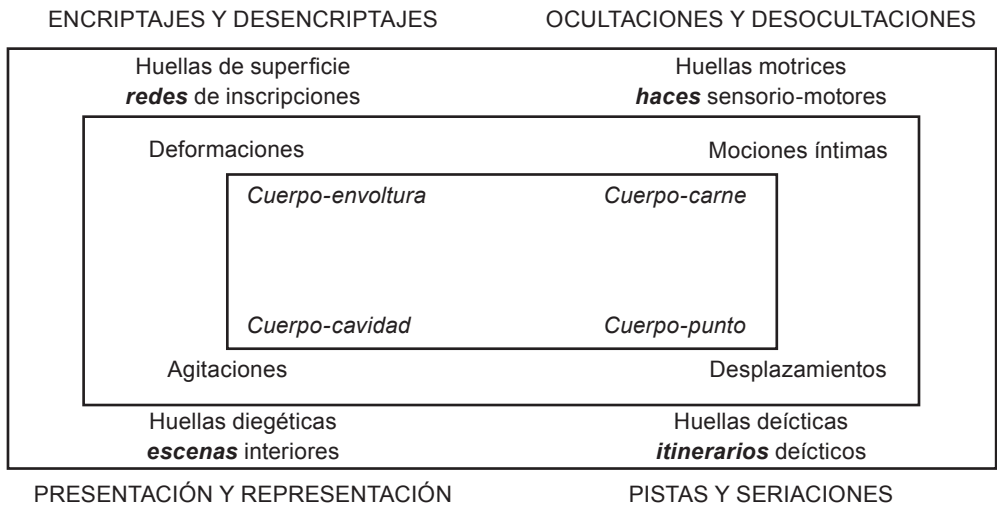 ENCRIPTAJES Y DESENCRIPTAJES
OCULTACIONES Y DESOCULTACIONES
Huellas de superficie
redes de inscripciones
Huellas motrices
haces sensorio-motores
Deformaciones
Mociones íntimas
Cuerpo-envoltura
Cuerpo-carne
Cuerpo-cavidad
Cuerpo-punto
Agitaciones
Desplazamientos
Huellas diegéticas
escenas interiores
Huellas deícticas
itinerarios deícticos
PRESENTACIÓN Y REPRESENTACIÓN
PISTAS Y SERIACIONES